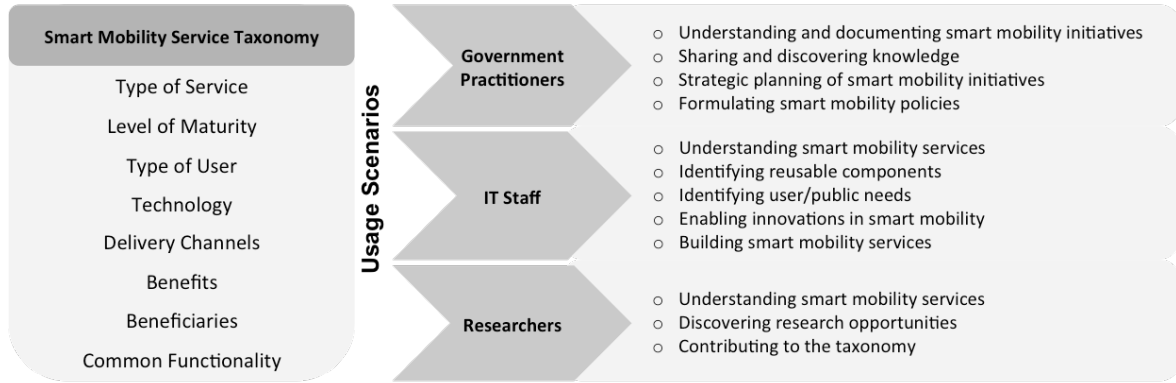 Smart Mobility Service Taxonomy
Type of Service
Level of Maturity
Type of User
Technology
Delivery Channels
Benefits
Beneficiaries
Common Functionality
Usage Scenarios
Government
Practitioners
○ Understanding and documenting smart mobility initiatives
○ Sharing and discovering knowledge
○ Strategic planning of smart mobility initiatives
○ Formulating smart mobility policies
IT Staff
○ Understanding smart mobility services
○ Identifying reusable components
○ Identifying user/public needs
○ Enabling innovations in smart mobility
○ Building smart mobility services
Researchers
○ Understanding smart mobility services
○ Discovering research opportunities
○ Contributing to the taxonomy